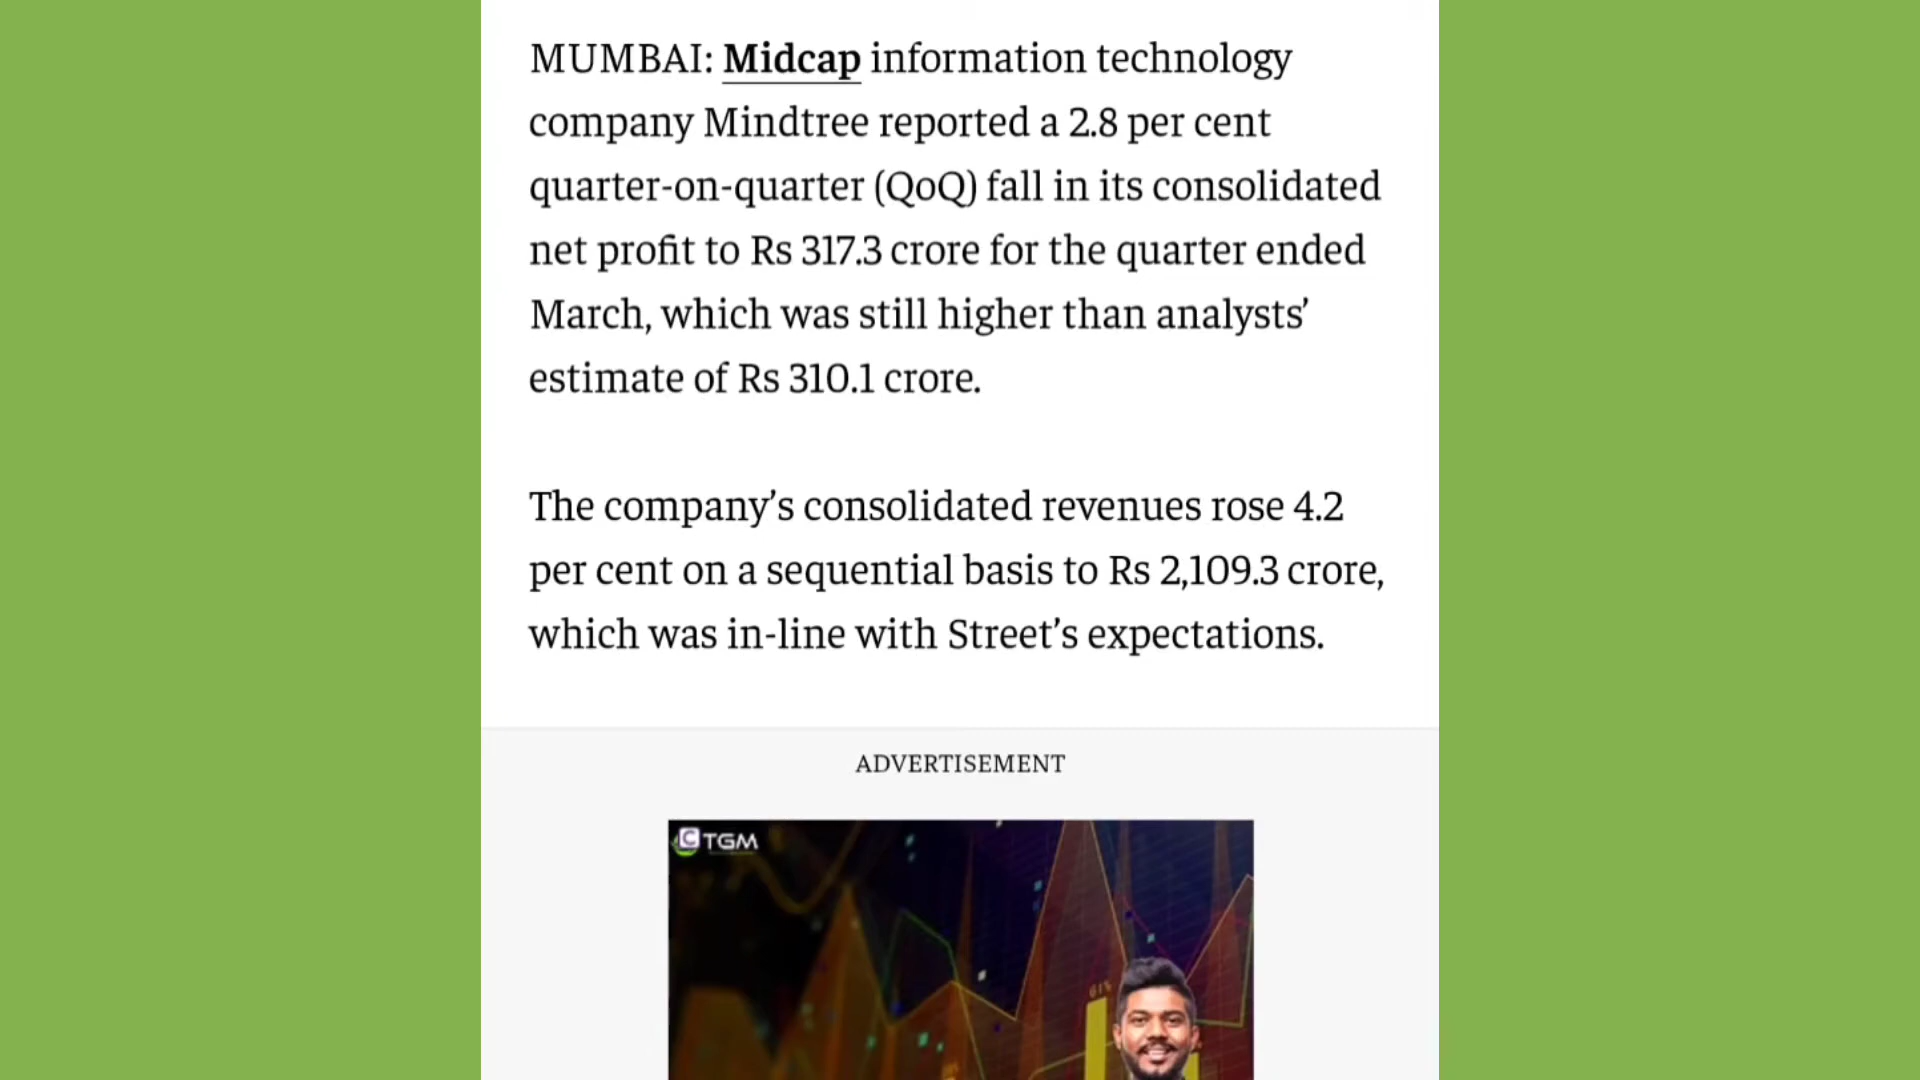 MUMBAI: Midcap information technology
company Mindtree reported a 2.8 per cent
quarter-on-quarter (QoQ) fall in its consolidated
net profit to Rs 317.3 crore for the quarter ended
March, which was still higher than analysts’
estimate of Rs 310.1 crore.
The company’s consolidated revenues rose 4.2
per cent on a sequential basis to Rs 2,109.3 crore,
which was in-line with Street’s expectations.
ADVERTISEMENT
C TGM
61%